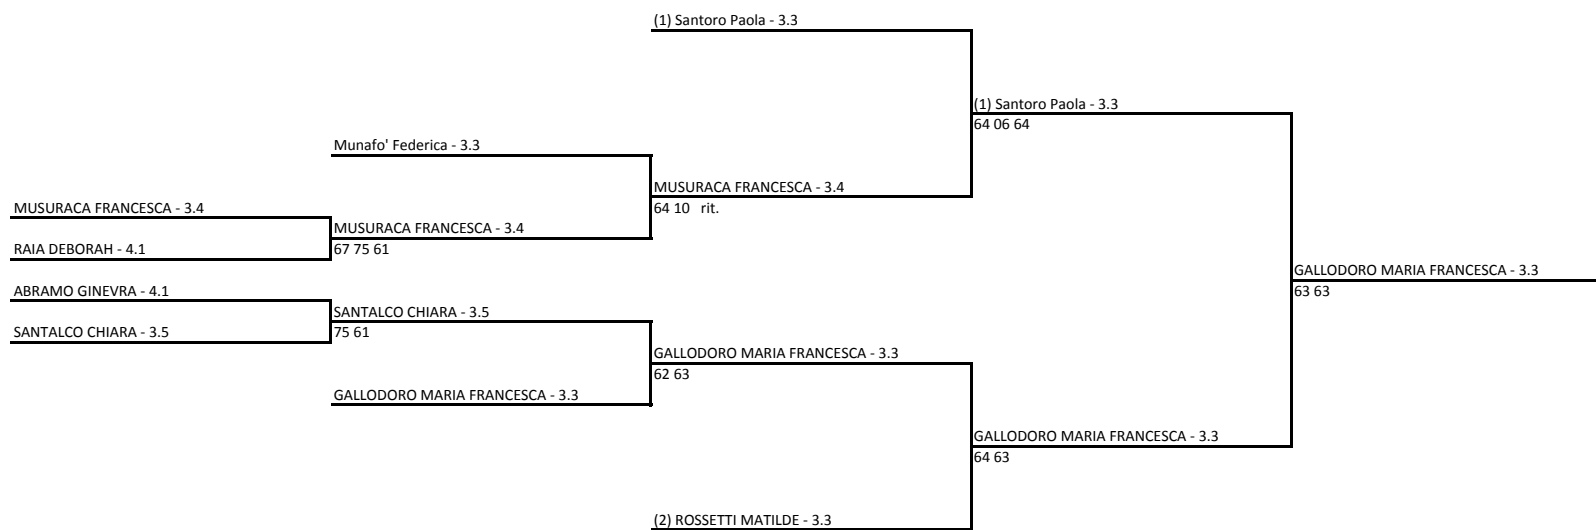 (1) Santoro Paola - 3.3
(1) Santoro Paola - 3.3
64 06 64
Munafo' Federica - 3.3
MUSURACA FRANCESCA - 3.4
64 10 rit.
MUSURACA FRANCESCA - 3.4
MUSURACA FRANCESCA - 3.4
67 75 61
RAIA DEBORAH - 4.1
GALLODORO MARIA FRANCESCA - 3.3
63 63
ABRAMO GINEVRA - 4.1
SANTALCO CHIARA - 3.5
75 61
SANTALCO CHIARA - 3.5
GALLODORO MARIA FRANCESCA - 3.3
62 63
GALLODORO MARIA FRANCESCA - 3.3
GALLODORO MARIA FRANCESCA - 3.3
64 63
(2) ROSSETTI MATILDE - 3.3